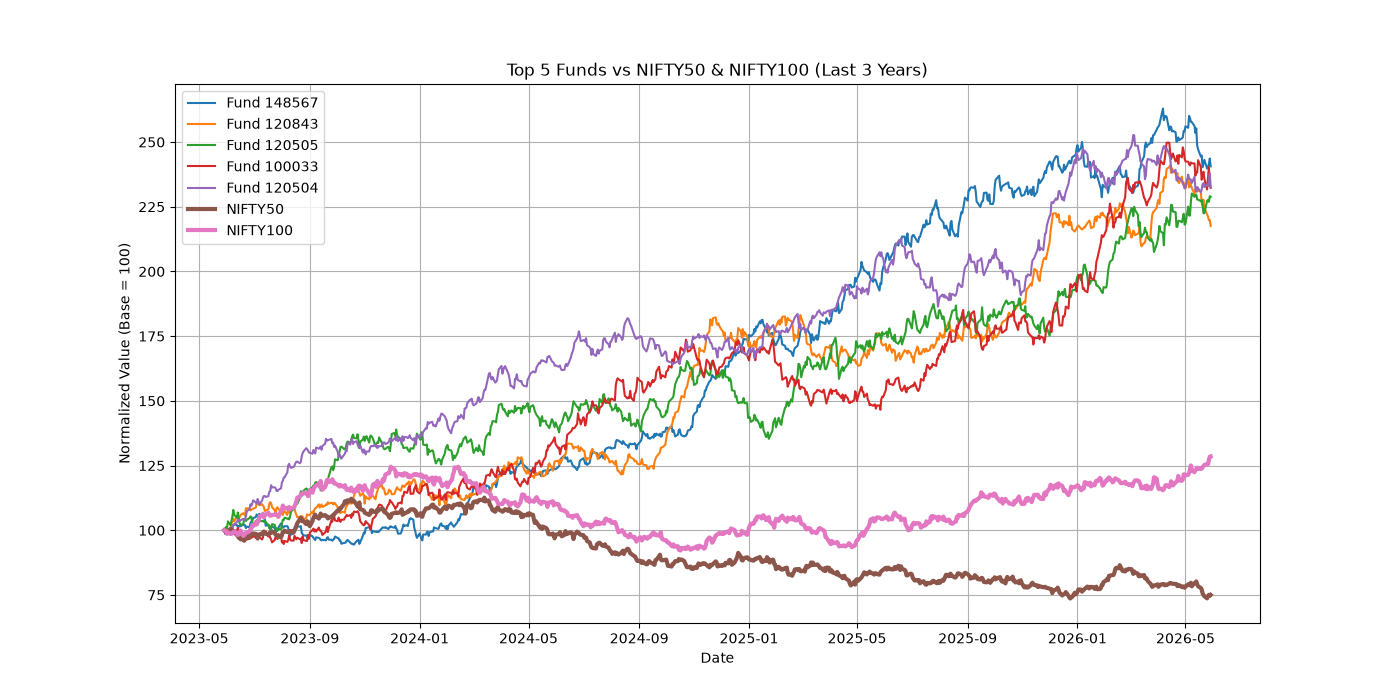 Top 5 Funds vs NIFTY50 & NIFTY100 (Last 3 Years)
Fund 148567
Fund 120843
Fund 120505
Fund 100033
Fund 120504
NIFTY50
NIFTY100
Normalized Value (Base = 100)
250
225
200
175
150
125
100
75
2023-05 2023-09 2024-01 2024-05 2024-09 2025-01 2025-05 2025-09 2026-01 2026-05
Date